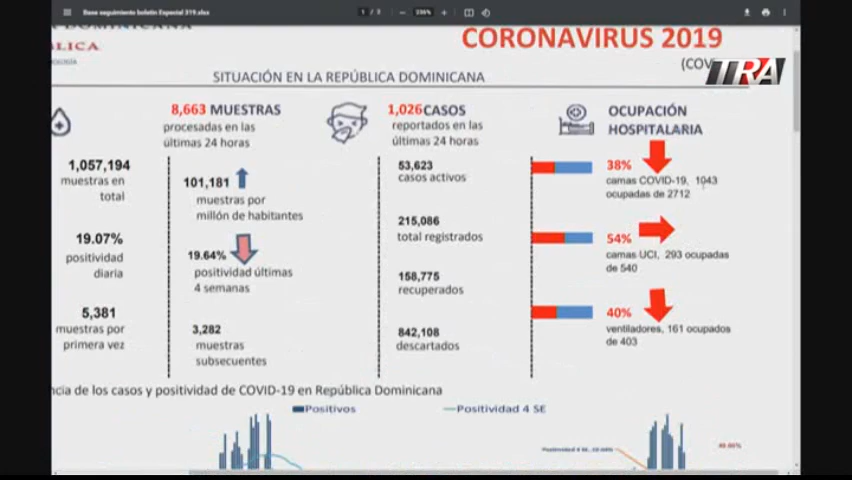 Base seguimiento boletin Especial 319.xlsx
1 / 3
236%
DOMINICANA
BLICA
CORONAVIRUS 2019
(COV
TRA
SITUACIÓN EN LA REPÚBLICA DOMINICANA
8,663 MUESTRAS
procesadas en las
últimas 24 horas
1,026 CASOS
reportados en las
últimas 24 horas
OCUPACIÓN
HOSPITALARIA
1,057,194
muestras en
total
101,181
muestras por
millón de habitantes
53,623
casos activos
38%
camas COVID-19, 1043
ocupadas de 2712
19.07%
positividad
diaria
19.64%
positividad últimas
4 semanas
215,086
total registrados
54%
camas UCI, 293 ocupadas
de 540
158,775
recuperados
5,381
muestras por
primera vez
3,282
muestras
subsecuentes
842,108
descartados
40%
ventiladores, 161 ocupados
de 403
ncia de los casos y positividad de COVID-19 en República Dominicana
Positivos
Positividad 4 SE